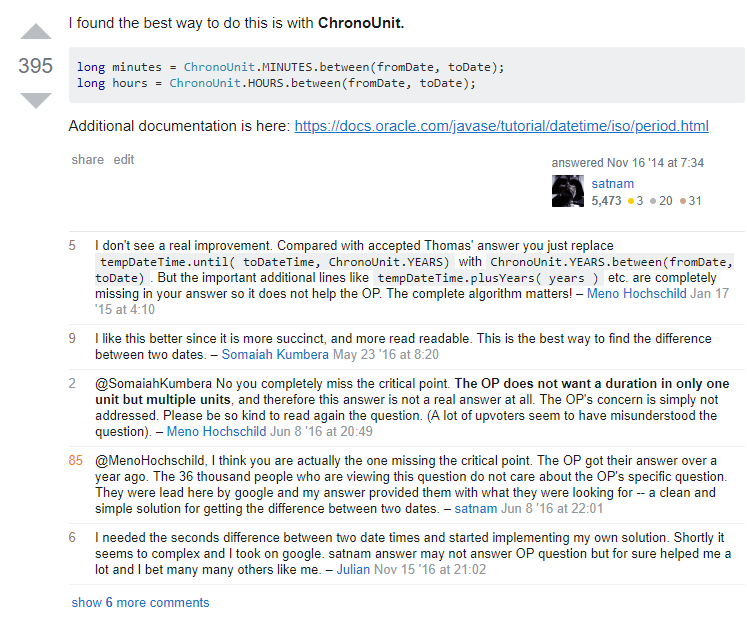 I found the best way to do this is with ChronoUnit.
395
long minutes = ChronoUnit.MINUTES.between(fromDate, toDate);
long hours = ChronoUnit.HOURS.between(fromDate, toDate);
Additional documentation is here: https://docs.oracle.com/javase/tutorial/datetime/iso/period.html
share edit
answered Nov 16 '14 at 7:34
satnam
5,473 3 20 31
5 I don't see a real improvement. Compared with accepted Thomas' answer you just replace
tempDateTime.until( toDateTime, ChronoUnit.YEARS) with ChronoUnit.YEARS.between(fromDate,
toDate) . But the important additional lines like tempDateTime.plusYears( years ) etc. are completely
missing in your answer so it does not help the OP. The complete algorithm matters! – Meno Hochschild Jan 17
'15 at 4:10
9 I like this better since it is more succinct, and more read readable. This is the best way to find the difference
between two dates. – Somaiah Kumbera May 23 '16 at 8:20
2 @SomaiahKumbera No you completely miss the critical point. The OP does not want a duration in only one
unit but multiple units, and therefore this answer is not a real answer at all. The OP's concern is simply not
addressed. Please be so kind to read again the question. (A lot of upvoters seem to have misunderstood the
question). – Meno Hochschild Jun 8 '16 at 20:49
85 @MenoHochschild, I think you are actually the one missing the critical point. The OP got their answer over a
year ago. The 36 thousand people who are viewing this question do not care about the OP's specific question.
They were lead here by google and my answer provided them with what they were looking for -- a clean and
simple solution for getting the difference between two dates. – satnam Jun 8 '16 at 22:01
6 I needed the seconds difference between two date times and started implementing my own solution. Shortly it
seems to complex and I took on google. satnam answer may not answer OP question but for sure helped me a
lot and I bet many many others like me. – Julian Nov 15 '16 at 21:02
show 6 more comments